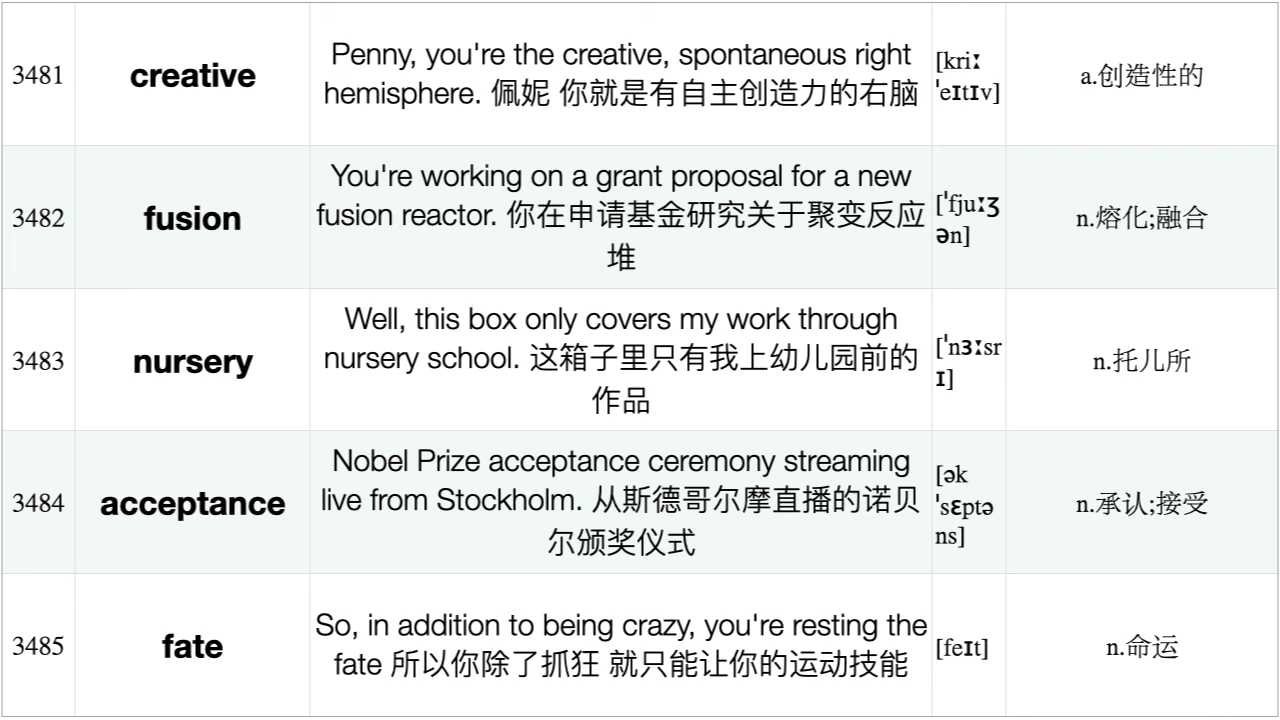 3481
creative
Penny, you're the creative, spontaneous right
hemisphere. 佩妮 你就是有自主创造力的右脑
[kriː
ˈeɪtɪv]
a.创造性的
3482
fusion
You're working on a grant proposal for a new
fusion reactor. 你在申请基金研究关于聚变反应
堆
[ˈfjuːʒ
ən]
n.熔化;融合
3483
nursery
Well, this box only covers my work through
nursery school. 这箱子里只有我上幼儿园前的
作品
[ˈnɜːsr
ɪ]
n.托儿所
3484
acceptance
Nobel Prize acceptance ceremony streaming
live from Stockholm. 从斯德哥尔摩直播的诺贝
尔颁奖仪式
[ək
ˈsɛptə
ns]
n.承认;接受
3485
fate
So, in addition to being crazy, you're resting the
fate 所以你除了抓狂 就只能让你的运动技能
[feɪt]
n.命运